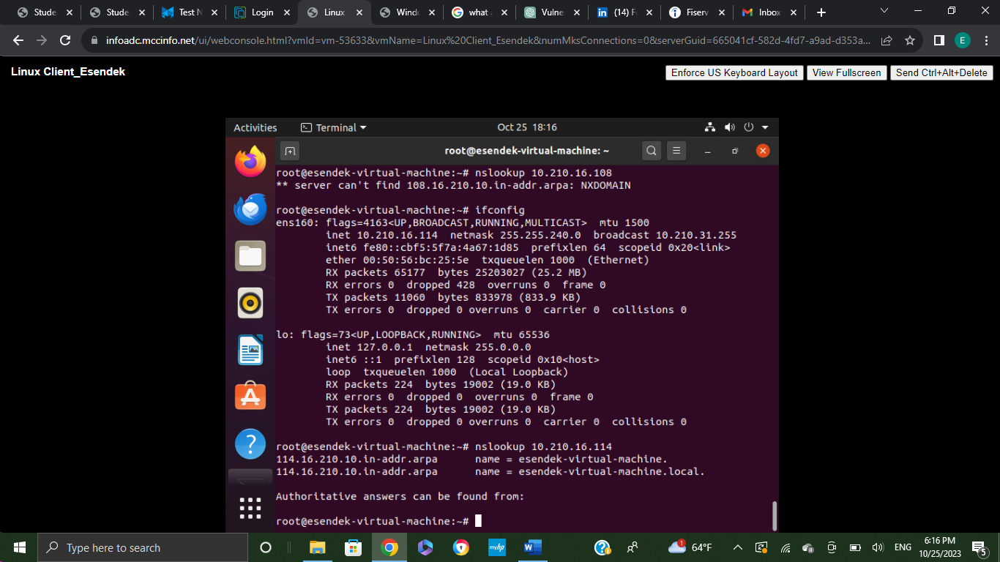 Stude
Stude
Test N
Login
Linux
Wind
what
Vulne
(14) F
Fiserv
Inbox
infoadc.mccinfo.net/ui/webconsole.html?vmId=vm-53633&vmName=Linux%20Client_Esendek&numMksConnections=0&serverGuid=665041cf-582d-4fd7-a9ad-d353a...
E
Linux Client_Esendek
Enforce US Keyboard Layout
View Fullscreen
Send Ctrl+Alt+Delete
Activities
Terminal
Oct 25 18:16
root@esendek-virtual-machine: ~
root@esendek-virtual-machine:~# nslookup 10.210.16.108
** server can't find 108.16.210.10.in-addr.arpa: NXDOMAIN
root@esendek-virtual-machine:~# ifconfig
ens160: flags=4163<UP,BROADCAST,RUNNING,MULTICAST>  mtu 1500
inet 10.210.16.114  netmask 255.255.240.0  broadcast 10.210.31.255
inet6 fe80::cbf5:5f7a:4a67:1d85  prefixlen 64  scopeid 0x20<link>
ether 00:50:56:bc:25:5e  txqueuelen 1000  (Ethernet)
RX packets 65177  bytes 25203027 (25.2 MB)
RX errors 0  dropped 428  overruns 0  frame 0
TX packets 11060  bytes 833978 (833.9 KB)
TX errors 0  dropped 0 overruns 0  carrier 0  collisions 0
lo: flags=73<UP,LOOPBACK,RUNNING>  mtu 65536
inet 127.0.0.1  netmask 255.0.0.0
inet6 ::1  prefixlen 128  scopeid 0x10<host>
loop  txqueuelen 1000  (Local Loopback)
RX packets 224  bytes 19002 (19.0 KB)
RX errors 0  dropped 0  overruns 0  frame 0
TX packets 224  bytes 19002 (19.0 KB)
TX errors 0  dropped 0 overruns 0  carrier 0  collisions 0
root@esendek-virtual-machine:~# nslookup 10.210.16.114
114.16.210.10.in-addr.arpa      name = esendek-virtual-machine.
114.16.210.10.in-addr.arpa      name = esendek-virtual-machine.local.
Authoritative answers can be found from:
root@esendek-virtual-machine:~#
Type here to search
myhp
1
64°F
ENG
6:16 PM
10/25/2023
5